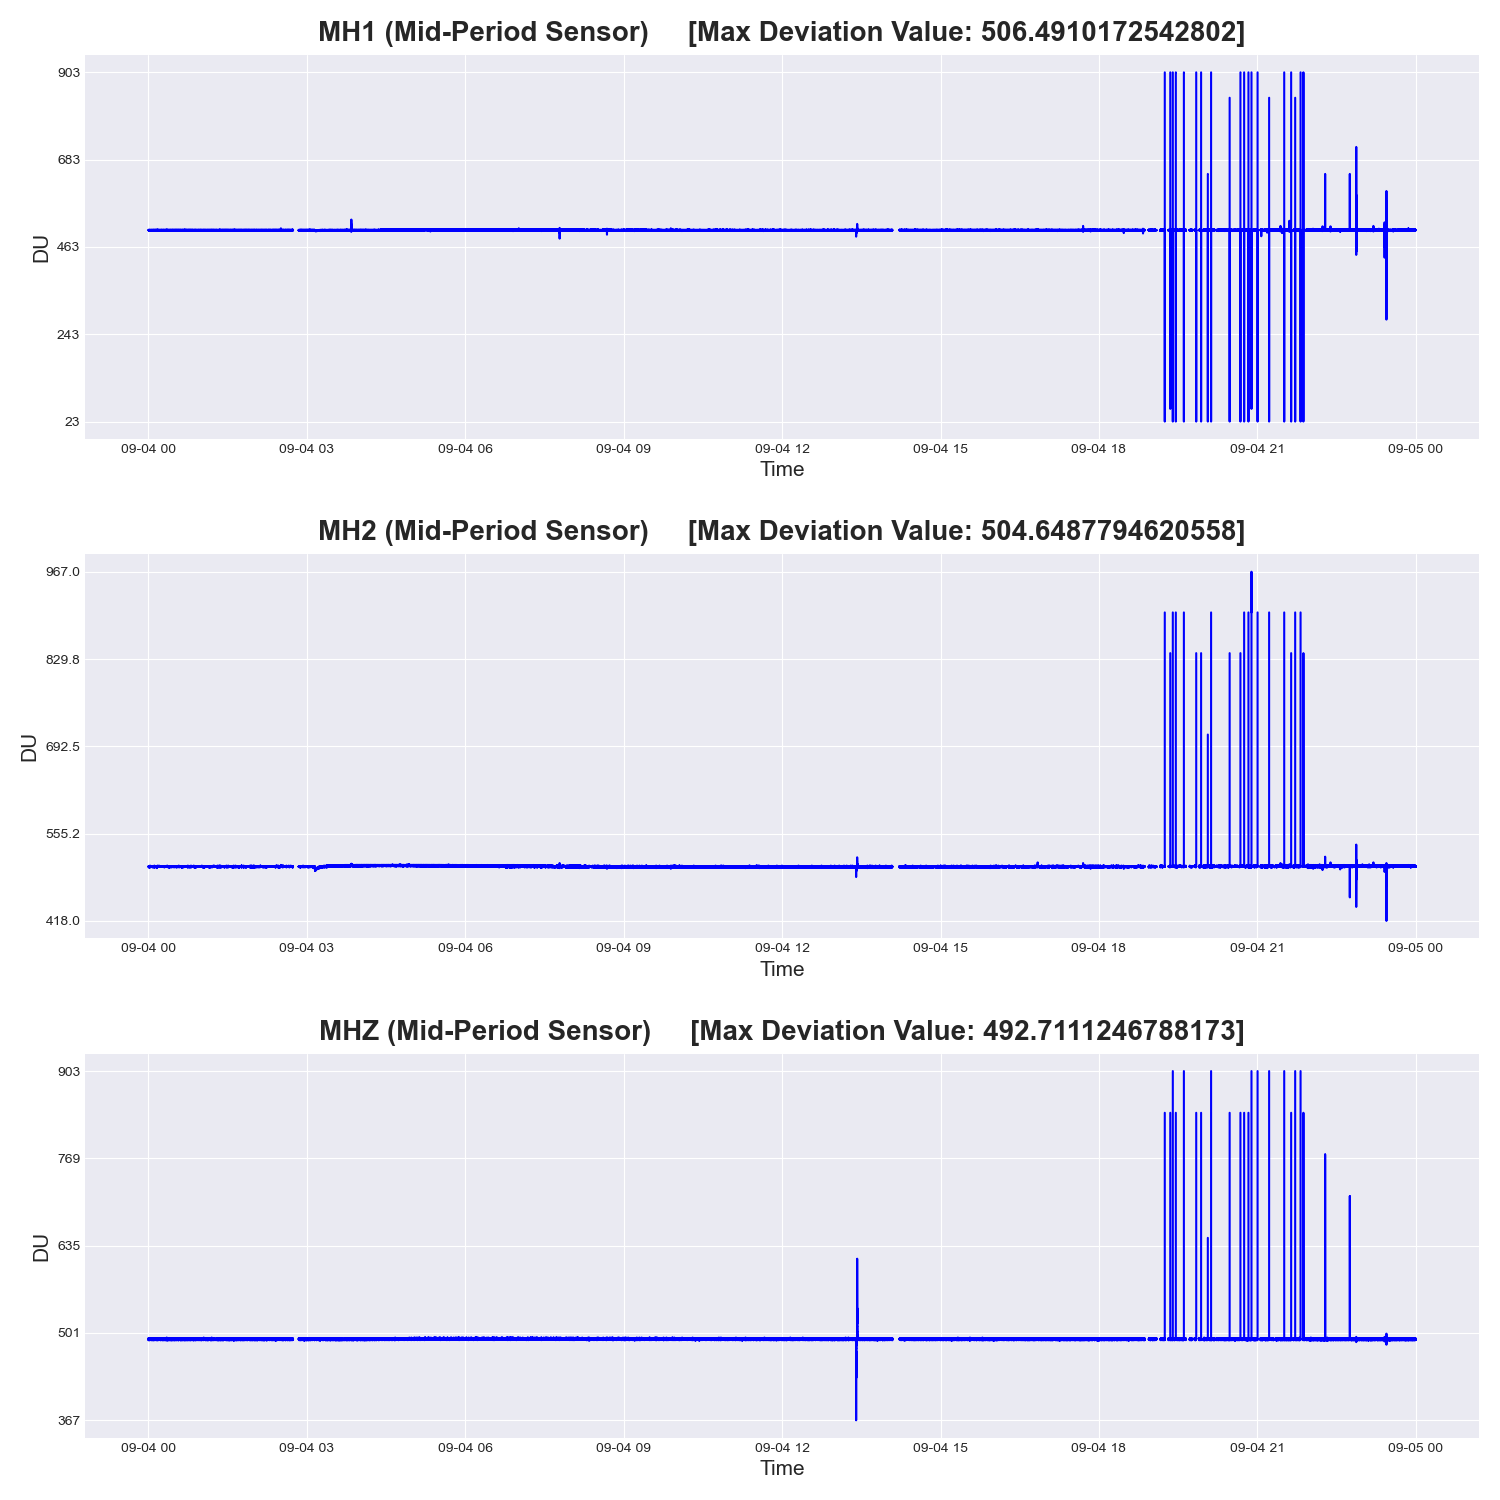 MH1 (Mid-Period Sensor) [Max Deviation Value: 506.4910172542802]
903
683
463
243
23
DU
09-04 00 09-04 03 09-04 06 09-04 09 09-04 12 09-04 15 09-04 18 09-04 21 09-05 00
Time
MH2 (Mid-Period Sensor) [Max Deviation Value: 504.6487794620558]
967.0
829.8
692.5
555.2
418.0
DU
09-04 00 09-04 03 09-04 06 09-04 09 09-04 12 09-04 15 09-04 18 09-04 21 09-05 00
Time
MHZ (Mid-Period Sensor) [Max Deviation Value: 492.7111246788173]
903
769
635
501
367
DU
09-04 00 09-04 03 09-04 06 09-04 09 09-04 12 09-04 15 09-04 18 09-04 21 09-05 00
Time